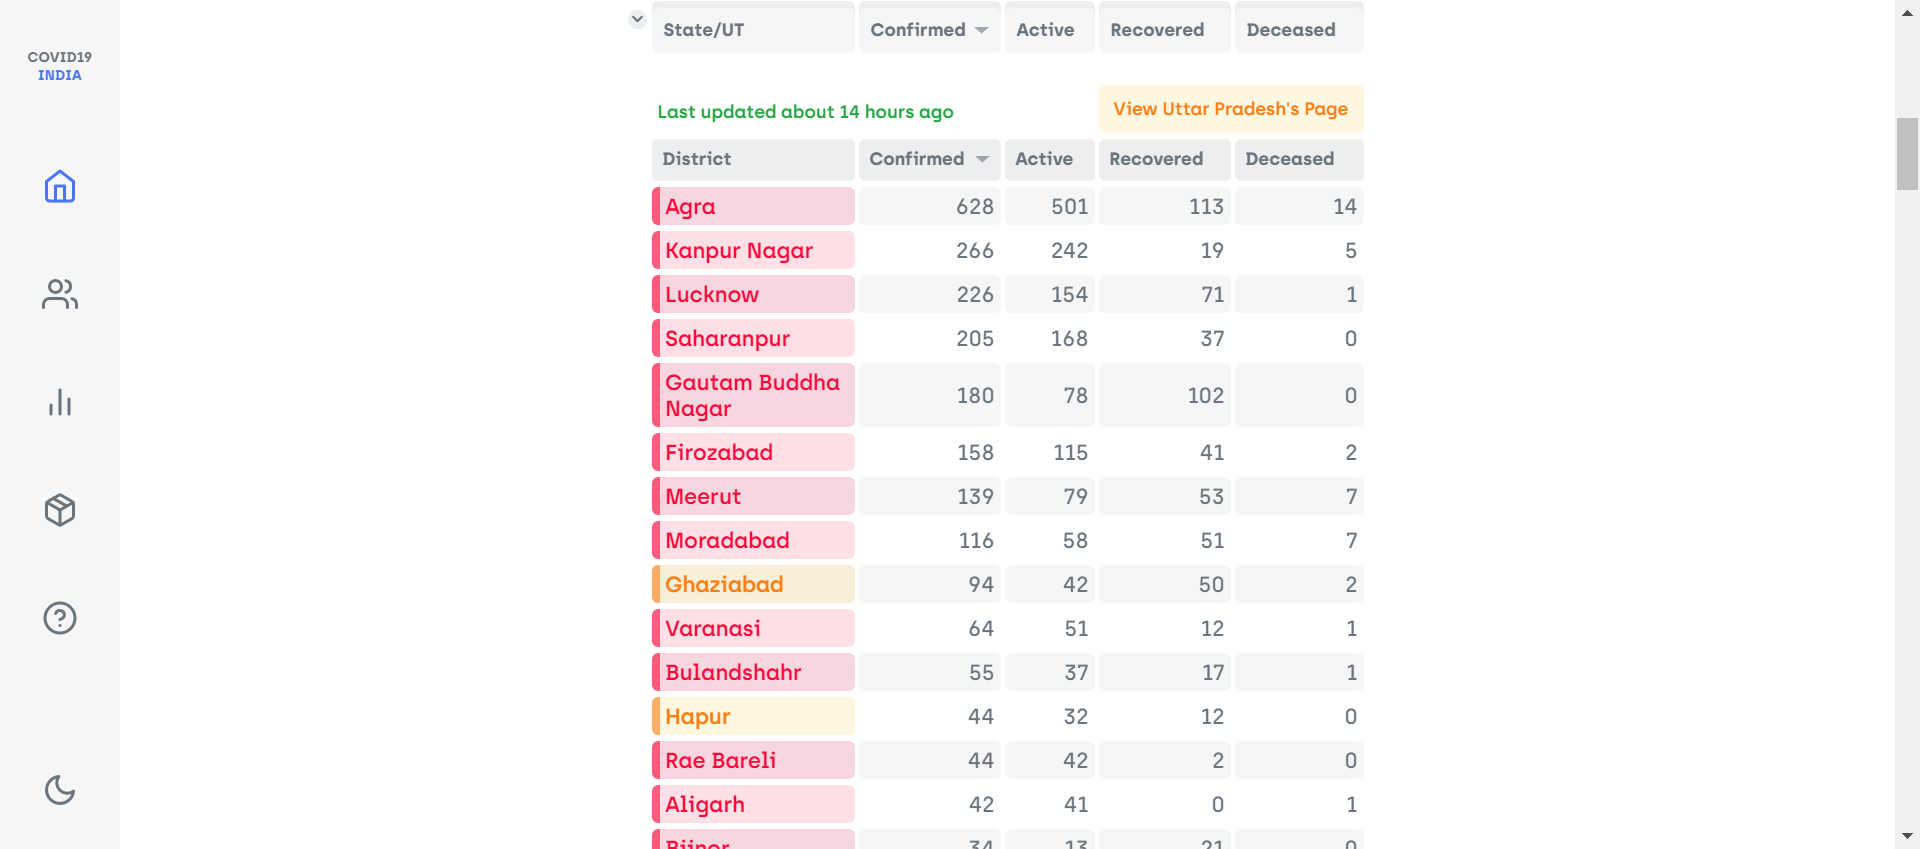 COVID19
INDIA
State/UT Confirmed Active Recovered Deceased
Last updated about 14 hours ago
View Uttar Pradesh's Page
District Confirmed Active Recovered Deceased
Agra 628 501 113 14
Kanpur Nagar 266 242 19 5
Lucknow 226 154 71 1
Saharanpur 205 168 37 0
Gautam Buddha
Nagar 180 78 102 0
Firozabad 158 115 41 2
Meerut 139 79 53 7
Moradabad 116 58 51 7
Ghaziabad 94 42 50 2
Varanasi 64 51 12 1
Bulandshahr 55 37 17 1
Hapur 44 32 12 0
Rae Bareli 44 42 2 0
Aligarh 42 41 0 1
Bijnor 34 13 21 0